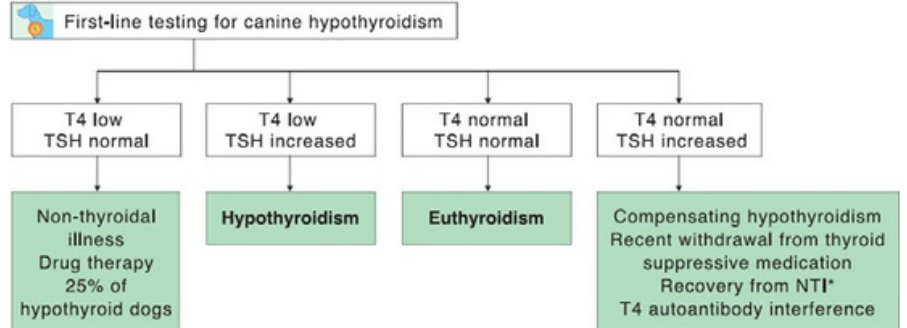 First-line testing for canine hypothyroidism
T4 low
TSH normal
T4 low
TSH increased
T4 normal
TSH normal
T4 normal
TSH increased
Non-thyroidal
illness
Drug therapy
25% of
hypothyroid dogs
Hypothyroidism
Euthyroidism
Compensating hypothyroidism
Recent withdrawal from thyroid
suppressive medication
Recovery from NTI*
T4 autoantibody interference